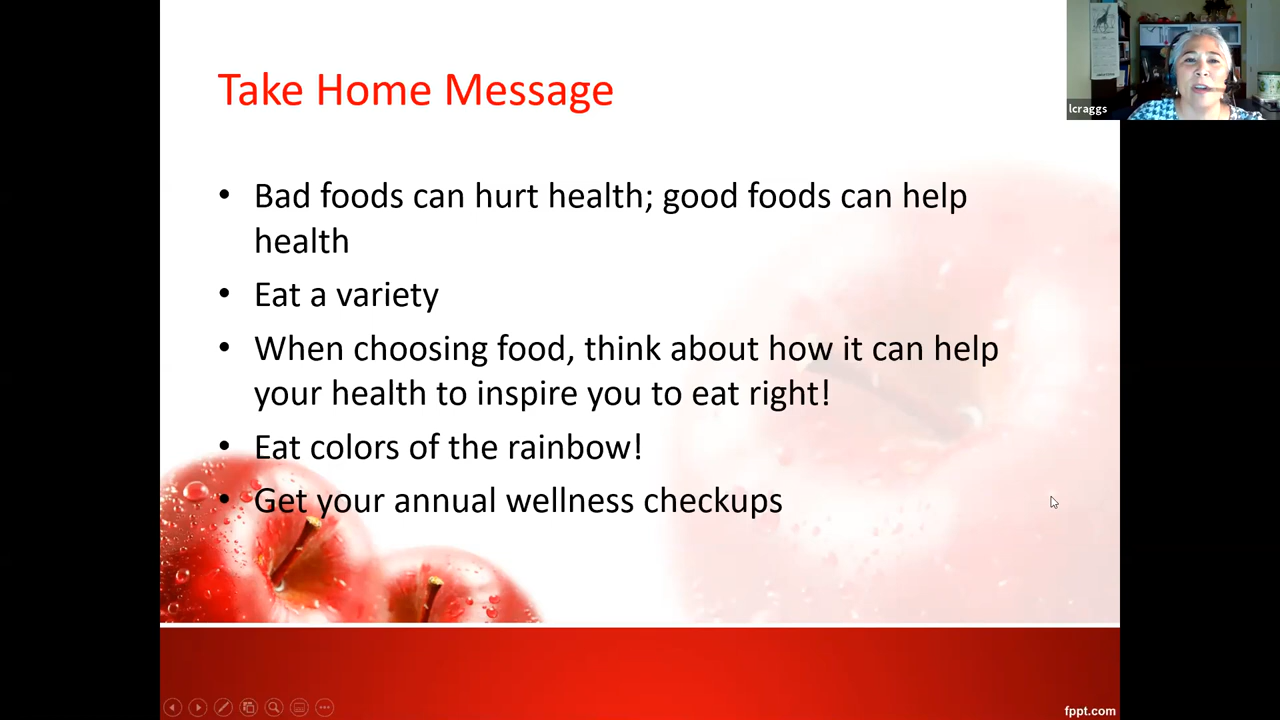 Take Home Message
lcraggs
• Bad foods can hurt health; good foods can help
health
• Eat a variety
• When choosing food, think about how it can help
your health to inspire you to eat right!
• Eat colors of the rainbow!
• Get your annual wellness checkups
fppt.com